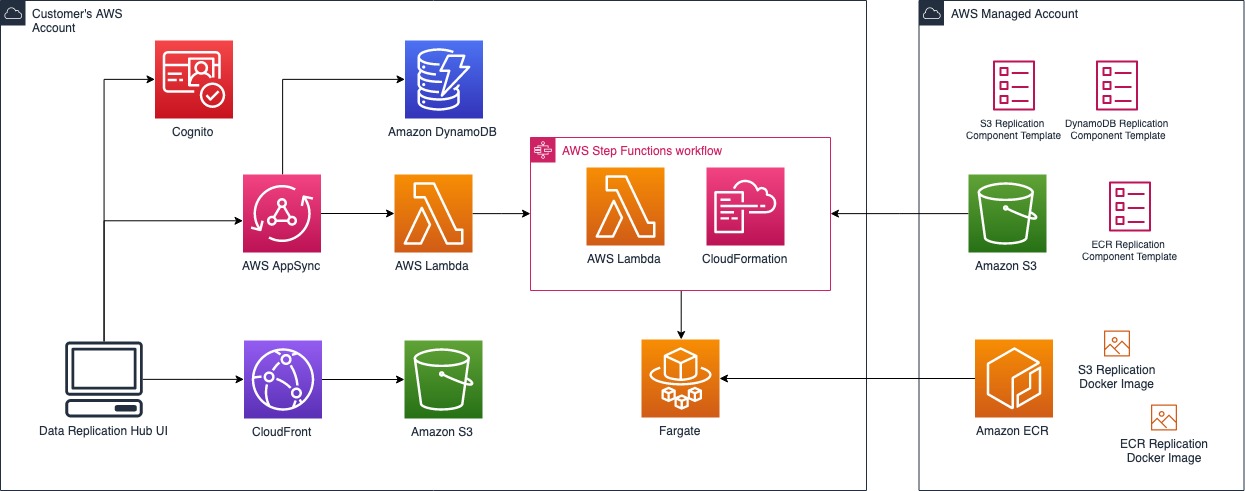 Customer's AWS
Account
AWS Managed Account
Cognito
Amazon DynamoDB
S3 Replication
Component Template
DynamoDB Replication
Component Template
AWS Step Functions workflow
AWS AppSync
AWS Lambda
AWS Lambda
CloudFormation
Amazon S3
ECR Replication
Component Template
Data Replication Hub UI
CloudFront
Amazon S3
Fargate
Amazon ECR
S3 Replication
Docker Image
ECR Replication
Docker Image